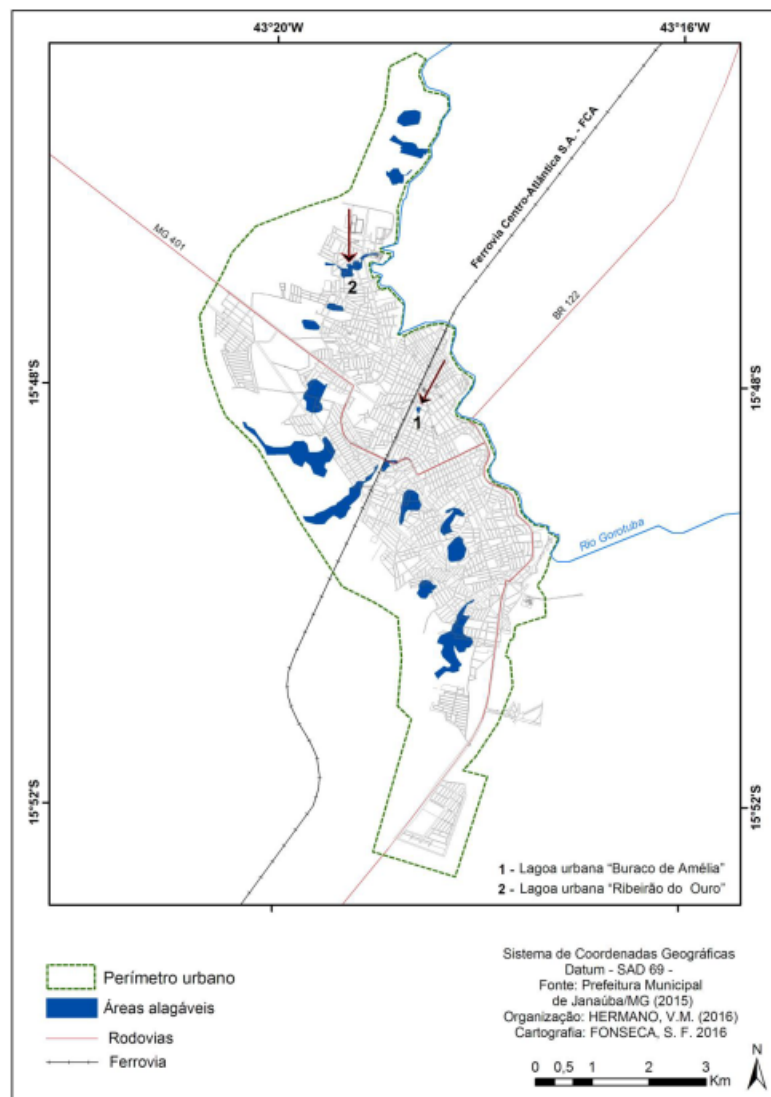 43°20'W
43°16'W
Ferrovia Centro-Atlântica S.A. - FCA
MG 401
BR 122
2
15°48'S
15°48'S
1
Rio Gorotuba
15°52'S
15°52'S
1 - Lagoa urbana “Buraco de Amélia”
2 - Lagoa urbana “Ribeirão do Ouro”
Perímetro urbano
Áreas alagáveis
Rodovias
Ferrovia
Sistema de Coordenadas Geográficas
Datum - SAD 69 -
Fonte: Prefeitura Municipal
de Janaúba/MG (2015)
Organização: HERMANO, V.M. (2016)
Cartografia: FONSECA, S. F. 2016
N
0 0,5 1 2 3
Km